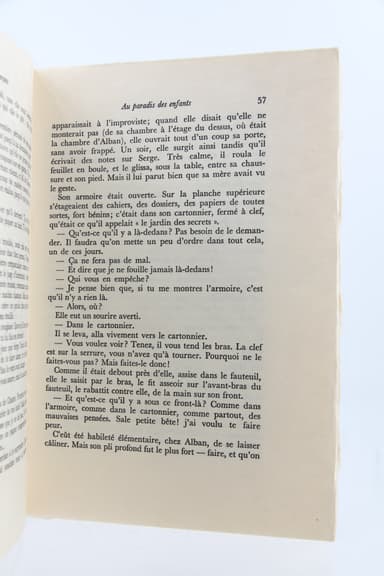 Au paradis des enfants 57
apparaissait à l'improviste; quand elle disait qu'elle ne
monterait pas (de sa chambre à l'étage du dessus, où était
la chambre d'Alban), elle ouvrait tout d'un coup sa porte,
sans avoir frappé. Un soir, elle surgit ainsi tandis qu'il
écrivait des notes sur Serge. Très calme, il roula le
feuillet en boule, et le glissa, sous la table, entre sa chaus-
sure et son pied. Mais il lui parut bien que sa mère avait vu
le geste.
Son armoire était ouverte. Sur la planche supérieure
s'étageaient des cahiers, des dossiers, des papiers de toutes
sortes, fort bénins; c'était dans son cartonnier, fermé à clef,
qu'était ce qu'il appelait « le jardin des secrets ».
— Qu'est-ce qu'il y a là-dedans? Pas besoin de le deman-
der. Il faudra qu'on mette un peu d'ordre dans tout cela,
un de ces jours.
— Ça ne fera pas de mal.
— Et dire que je ne fouille jamais là-dedans!
— Qui vous en empêche?
— Je pense bien que, si tu me montres l'armoire, c'est
qu'il n'y a rien là.
— Alors, où?
Elle eut un sourire averti.
— Dans le cartonnier.
Il se leva, alla vivement vers le cartonnier.
— Vous voulez voir? Tenez, il vous tend les bras. La clef
est sur la serrure, vous n'avez qu'à tourner. Pourquoi ne le
faites-vous pas? Mais faites-le donc!
Comme il était debout près d'elle, assise dans le fauteuil,
elle le saisit par le bras, le fit asseoir sur l'avant-bras du
fauteuil, le rabattit contre elle, de la main sur son front.
— Et qu'est-ce qu'il y a sous ce front-là? Comme dans
l'armoire, comme dans le cartonnier, comme partout, des
mauvaises pensées. Sale petite bête! j'ai voulu te faire
peur.
C'eût été habileté élémentaire, chez Alban, de se laisser
câliner. Mais son pli profond fut le plus fort — faire, et qu'on